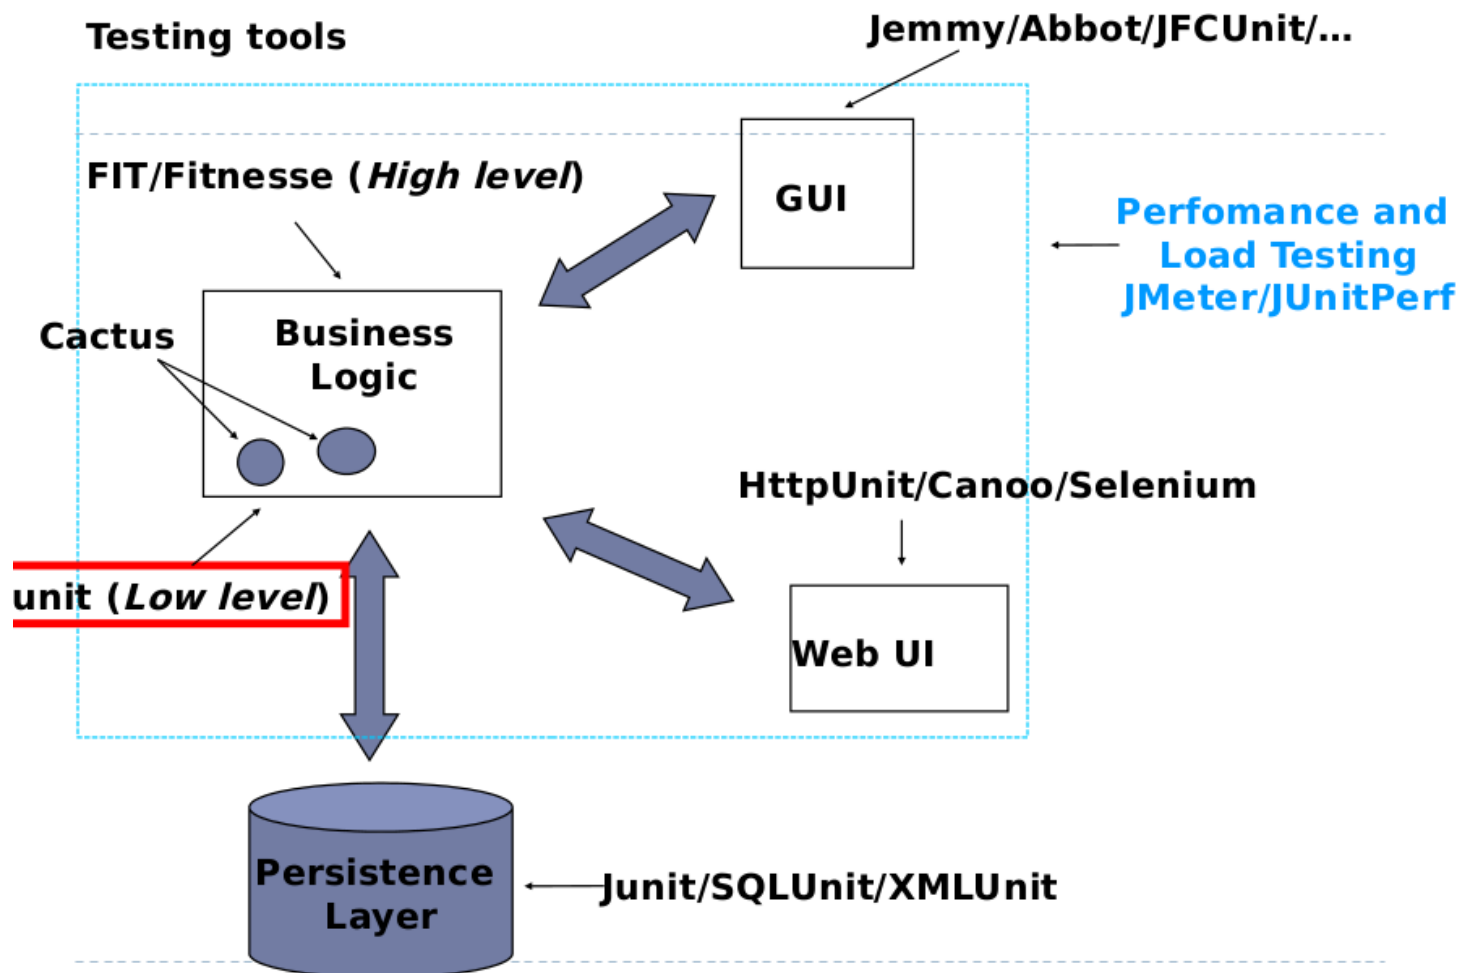 Testing tools
Jemmy/Abbot/JFCUnit/...
FIT/Fitnesse (High level)
GUI
Perfomance and
Load Testing
JMeter/JUnitPerf
Cactus
Business
Logic
HttpUnit/Canoo/Selenium
unit (Low level)
Web UI
Persistence
Layer
Junit/SQLUnit/XMLUnit